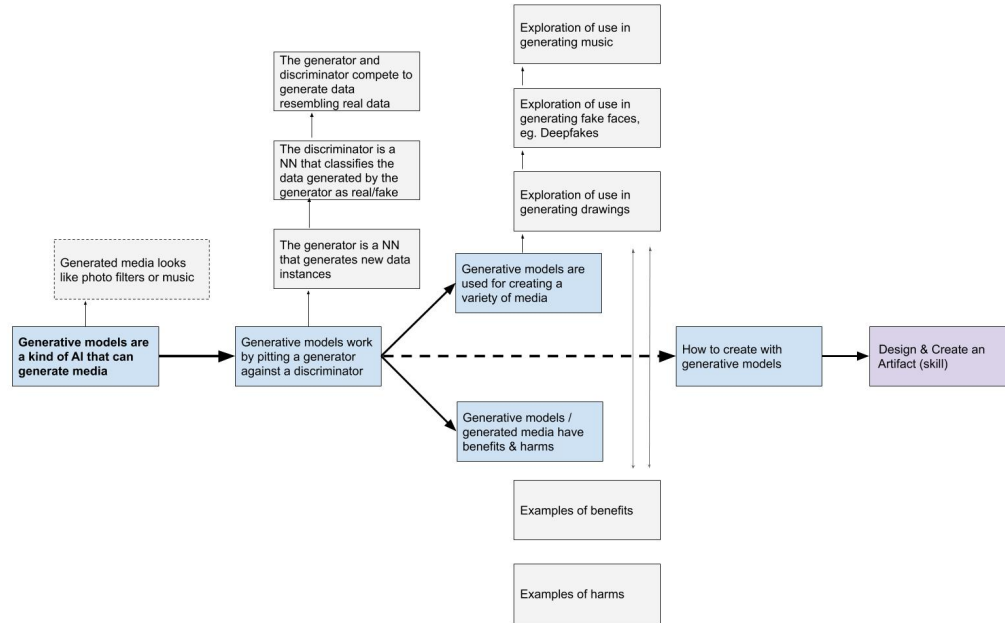 Exploration of use in
generating music
The generator and
discriminator compete to
generate data
resembling real data
Exploration of use in
generating fake faces,
eg. Deepfakes
The discriminator is a
NN that classifies the
data generated by the
generator as real/fake
Exploration of use in
generating drawings
The generator is a NN
that generates new data
instances
Generated media looks
like photo filters or music
Generative models are
used for creating a
variety of media
Generative models are
a kind of AI that can
generate media
Generative models work
by pitting a generator
against a discriminator
How to create with
generative models
Design & Create an
Artifact (skill)
Generative models /
generated media have
benefits & harms
Examples of benefits
Examples of harms